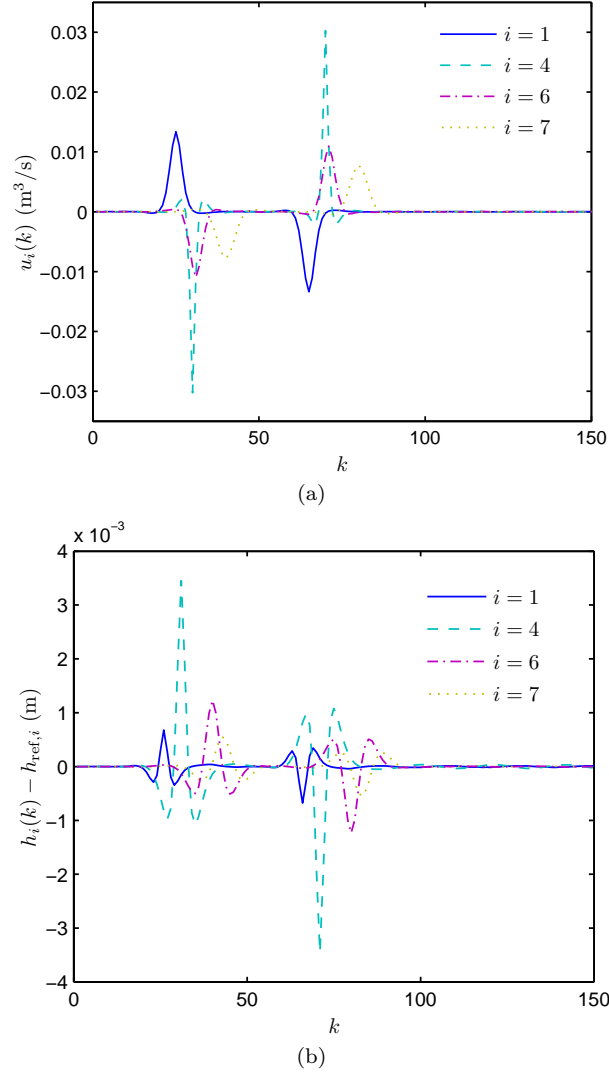 0.03
0.02
0.01
0
−0.01
−0.02
−0.03
u_i(k) (m³/s)
i = 1
i = 4
i = 6
i = 7
0 50 100 150
k
(a)
x 10⁻³
4
3
2
1
0
−1
−2
−3
−4
h_i(k) − h_ref,i (m)
i = 1
i = 4
i = 6
i = 7
0 50 100 150
k
(b)